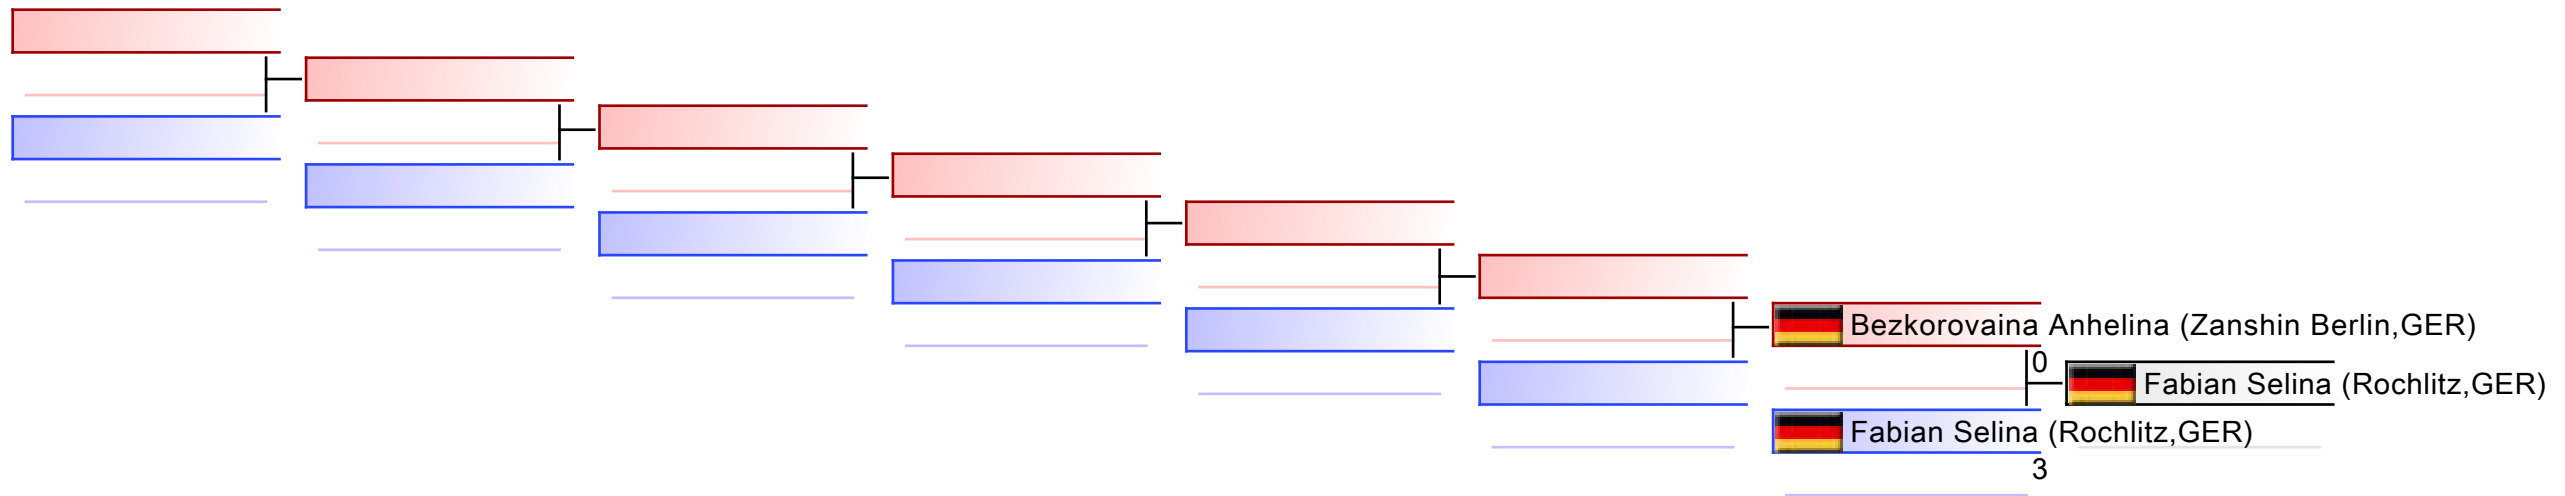 Bezkorovaina Anhelina (Zanshin Berlin,GER)
0
Fabian Selina (Rochlitz,GER)
Fabian Selina (Rochlitz,GER)
3